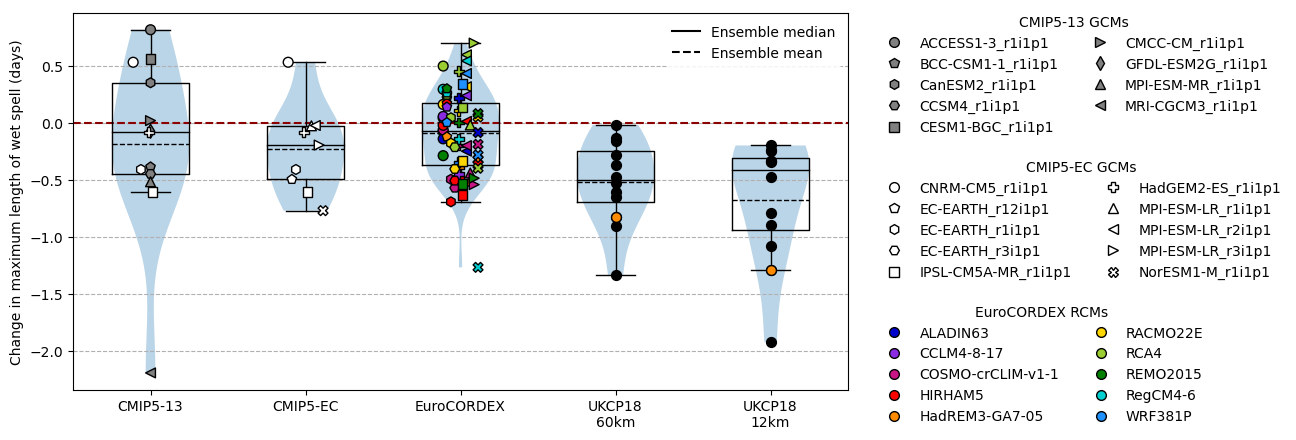 Change in maximum length of wet spell (days)
0.5
0.0
−0.5
−1.0
−1.5
−2.0
Ensemble median
Ensemble mean
CMIP5-13
CMIP5-EC
EuroCORDEX
UKCP18
60km
UKCP18
12km
CMIP5-13 GCMs
ACCESS1-3_r1i1p1
BCC-CSM1-1_r1i1p1
CanESM2_r1i1p1
CCSM4_r1i1p1
CESM1-BGC_r1i1p1
CMCC-CM_r1i1p1
GFDL-ESM2G_r1i1p1
MPI-ESM-MR_r1i1p1
MRI-CGCM3_r1i1p1
CMIP5-EC GCMs
CNRM-CM5_r1i1p1
EC-EARTH_r12i1p1
EC-EARTH_r1i1p1
EC-EARTH_r3i1p1
IPSL-CM5A-MR_r1i1p1
HadGEM2-ES_r1i1p1
MPI-ESM-LR_r1i1p1
MPI-ESM-LR_r2i1p1
MPI-ESM-LR_r3i1p1
NorESM1-M_r1i1p1
EuroCORDEX RCMs
ALADIN63
CCLM4-8-17
COSMO-crCLIM-v1-1
HIRHAM5
HadREM3-GA7-05
RACMO22E
RCA4
REMO2015
RegCM4-6
WRF381P